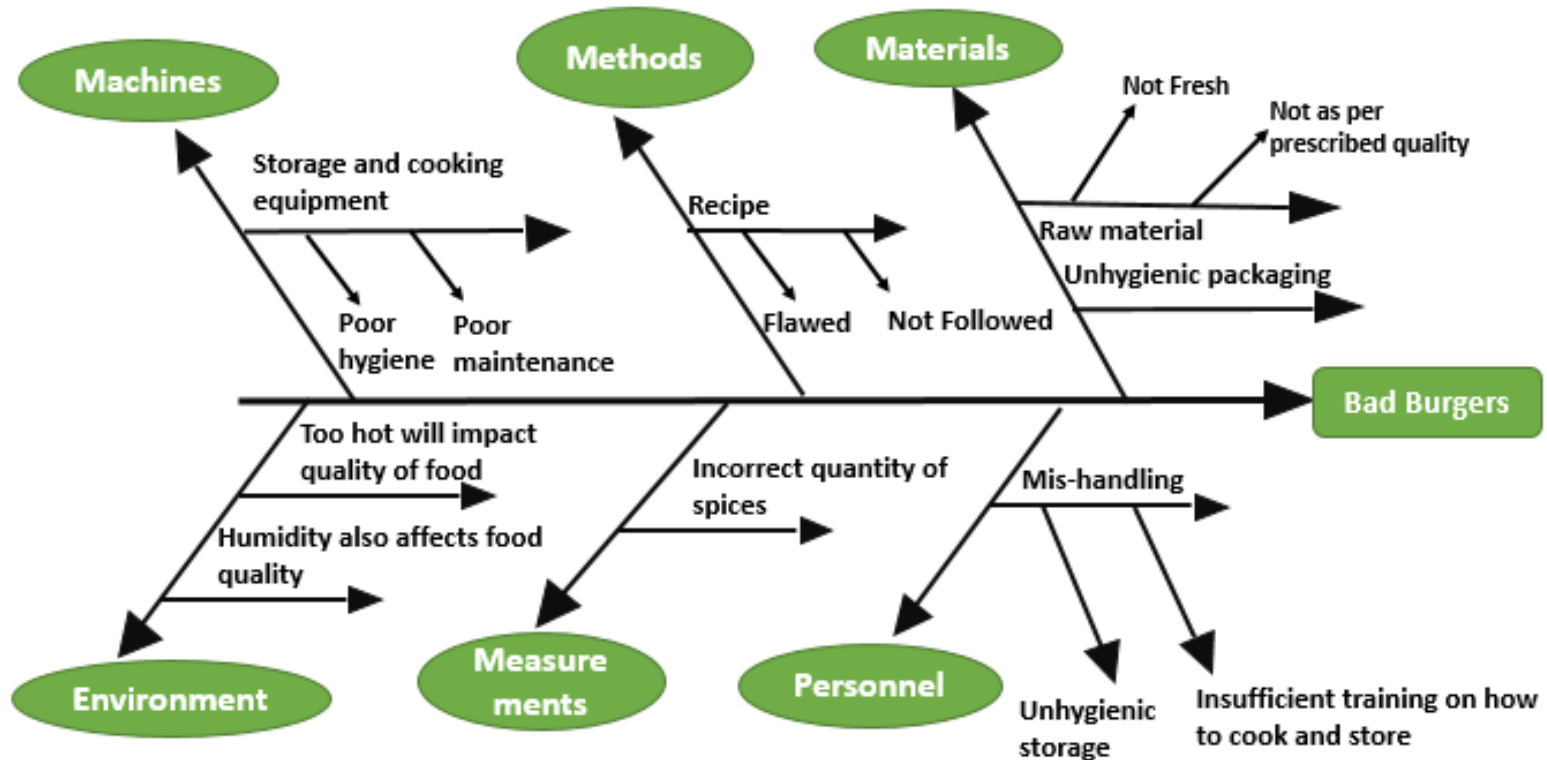 Machines
Methods
Materials
Not Fresh
Not as per
prescribed quality
Storage and cooking
equipment
Recipe
Raw material
Unhygienic packaging
Poor
hygiene
Poor
maintenance
Flawed
Not Followed
Bad Burgers
Too hot will impact
quality of food
Incorrect quantity of
spices
Mis-handling
Humidity also affects food
quality
Environment
Measure
ments
Personnel
Unhygienic
storage
Insufficient training on how
to cook and store